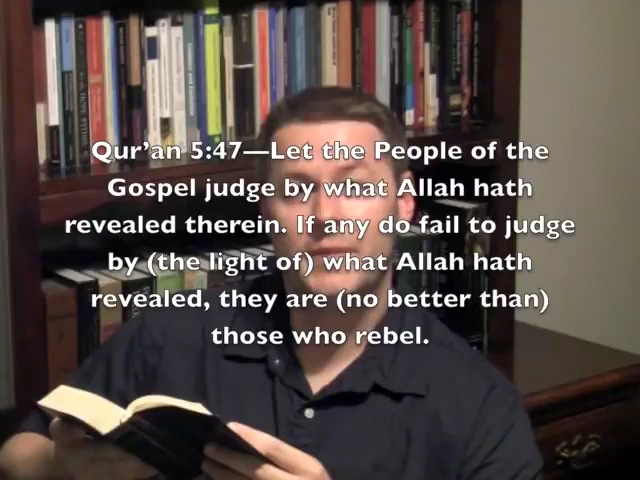 Qur’an 5:47—Let the People of the
Gospel judge by what Allah hath
revealed therein. If any do fail to judge
by (the light of) what Allah hath
revealed, they are (no better than)
those who rebel.